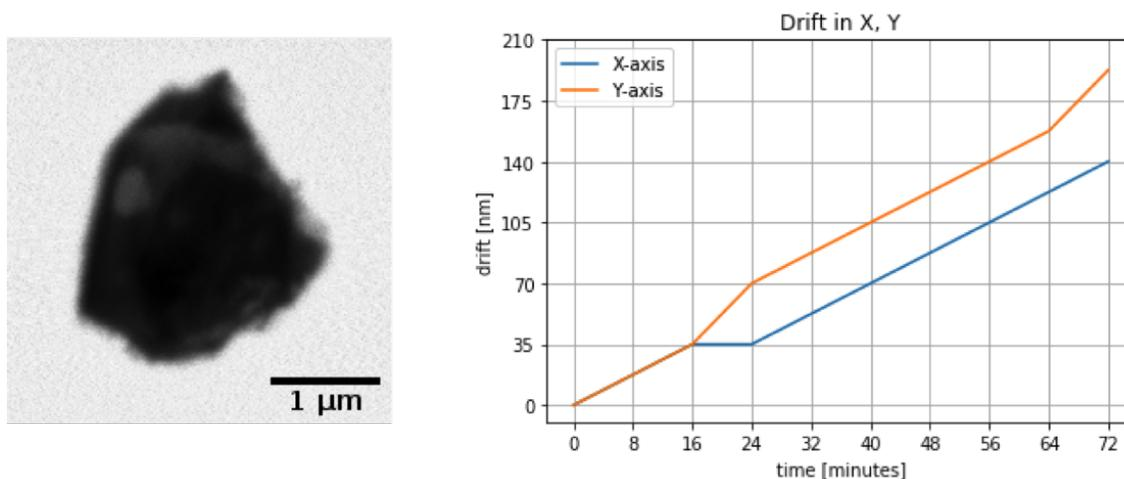 1 μm
Drift in X, Y
X-axis
Y-axis
drift [nm]
210
175
140
105
70
35
0
0 8 16 24 32 40 48 56 64 72
time [minutes]